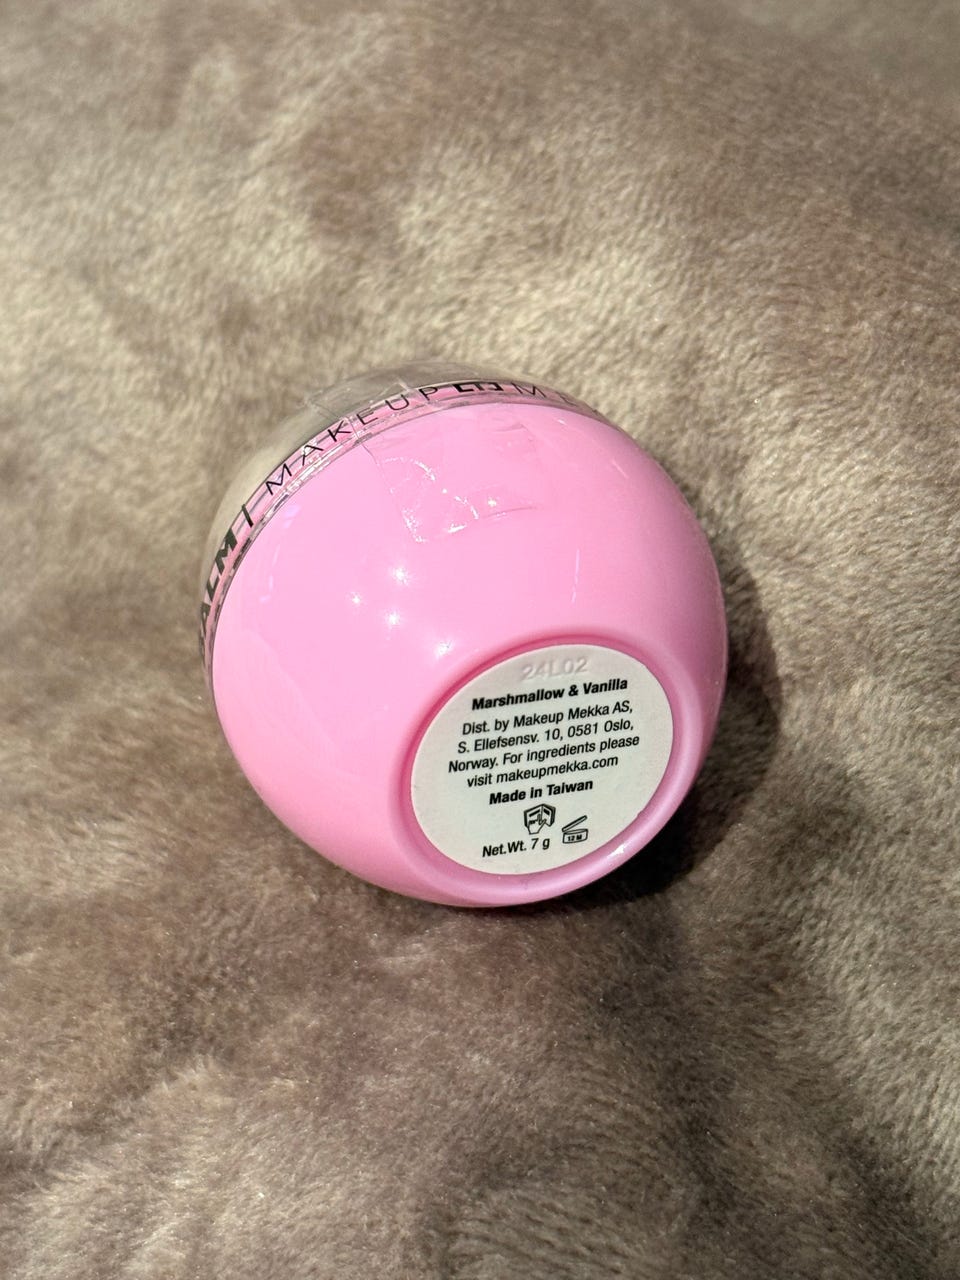 ALM | MAKEUP
24L02
Marshmallow & Vanilla
Dist. by Makeup Mekka AS,
S. Ellefsensv. 10, 0581 Oslo,
Norway. For ingredients please
visit makeupmekka.com
Made in Taiwan
12 M
Net.Wt. 7 g